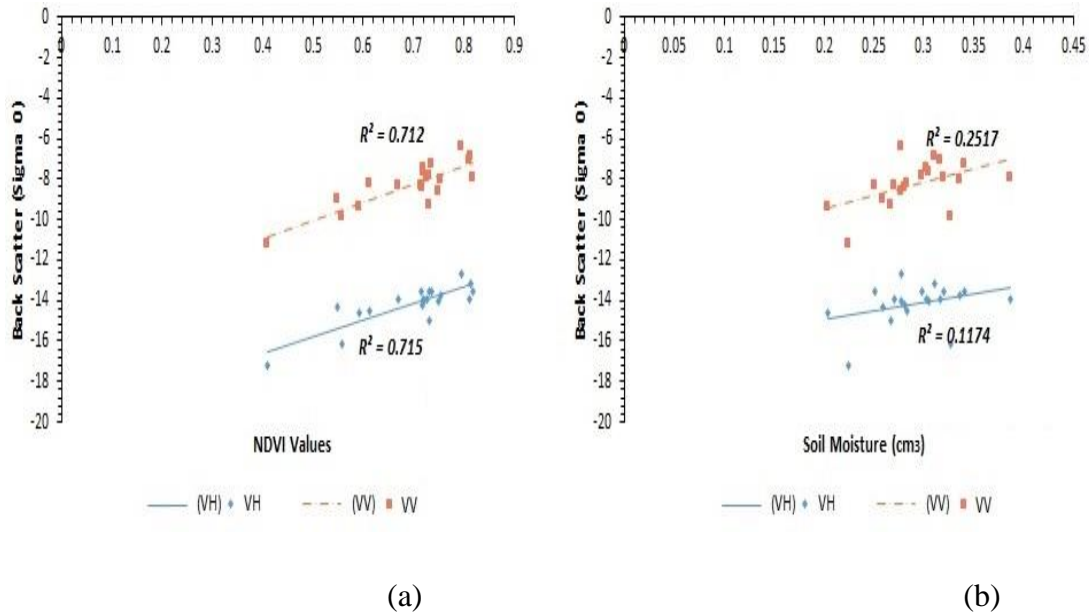 0
0 0.1 0.2 0.3 0.4 0.5 0.6 0.7 0.8 0.9
-2
-4
-6
-8
-10
-12
-14
-16
-18
-20
Back Scatter (Sigma 0)
R² = 0.712
R² = 0.715
NDVI Values
(VH) VH (VV) VV
(a)
0
0 0.05 0.1 0.15 0.2 0.25 0.3 0.35 0.4 0.45
-2
-4
-6
-8
-10
-12
-14
-16
-18
-20
Back Scatter (Sigma 0)
R² = 0.2517
R² = 0.1174
Soil Moisture (cm3)
(VH) VH (VV) VV
(b)